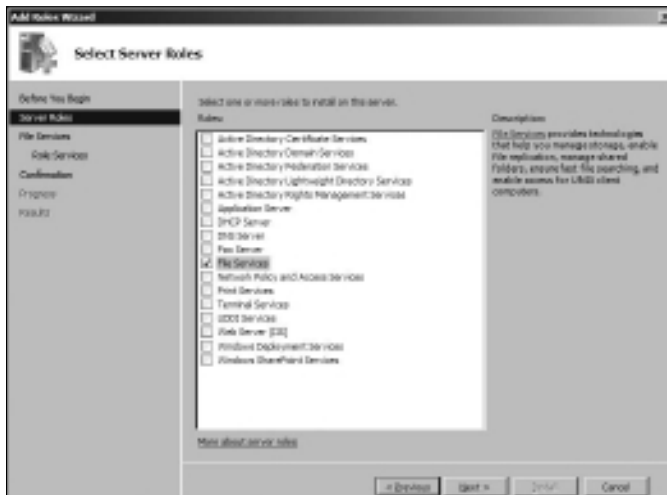 Add Roles Wizard
Select Server Roles
Before You Begin
Server Roles
File Services
Role Services
Confirmation
Progress
Results
Select one or more roles to install on this server.
Roles:
Active Directory Certificate Services
Active Directory Domain Services
Active Directory Federation Services
Active Directory Lightweight Directory Services
Active Directory Rights Management Services
Application Server
DHCP Server
DNS Server
Fax Server
File Services
Network Policy and Access Services
Print Services
Terminal Services
UDDI Services
Web Server (IIS)
Windows Deployment Services
Windows SharePoint Services
More about server roles
Description:
File Services provides technologies
that help you manage storage, enable
file replication, manage shared
folders, ensure fast file searching, and
enable access for UNIX client
computers.
< Previous
Next >
Install
Cancel